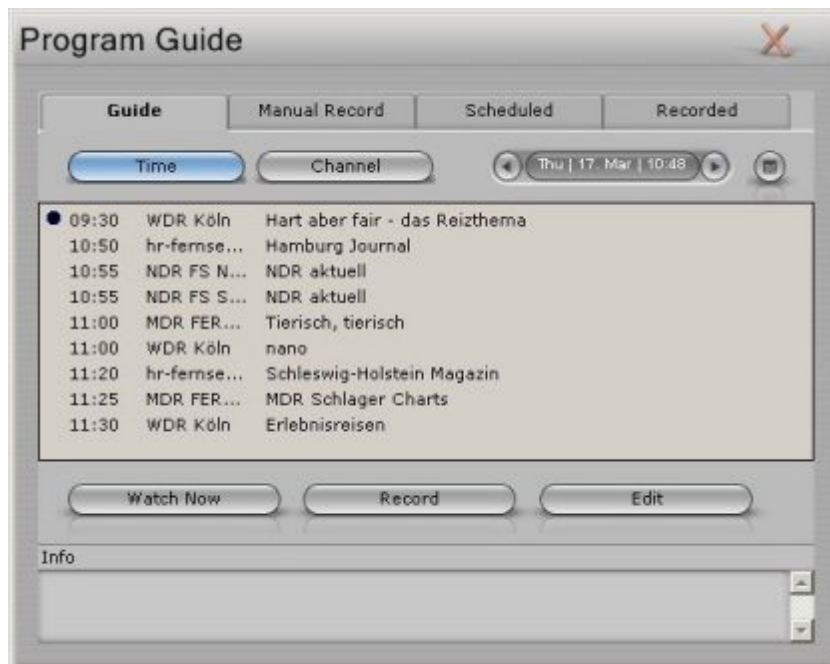 Program Guide
Guide Manual Record Scheduled Recorded
Time Channel Thu | 17. Mar | 10:48
09:30 WDR Köln Hart aber fair - das Reizthema
10:50 hr-fernse... Hamburg Journal
10:55 NDR FS N... NDR aktuell
10:55 NDR FS S... NDR aktuell
11:00 MDR FER... Tierisch, tierisch
11:00 WDR Köln nano
11:20 hr-fernse... Schleswig-Holstein Magazin
11:25 MDR FER... MDR Schlager Charts
11:30 WDR Köln Erlebnisreisen
Watch Now Record Edit
Info